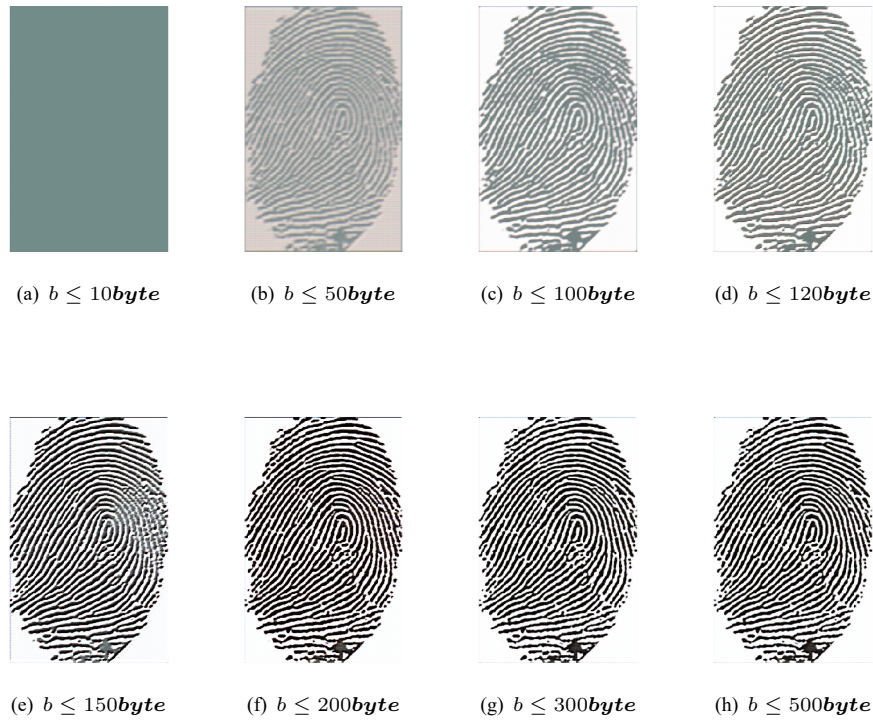 (a) b ≤ 10byte (b) b ≤ 50byte (c) b ≤ 100byte (d) b ≤ 120byte
(e) b ≤ 150byte (f) b ≤ 200byte (g) b ≤ 300byte (h) b ≤ 500byte